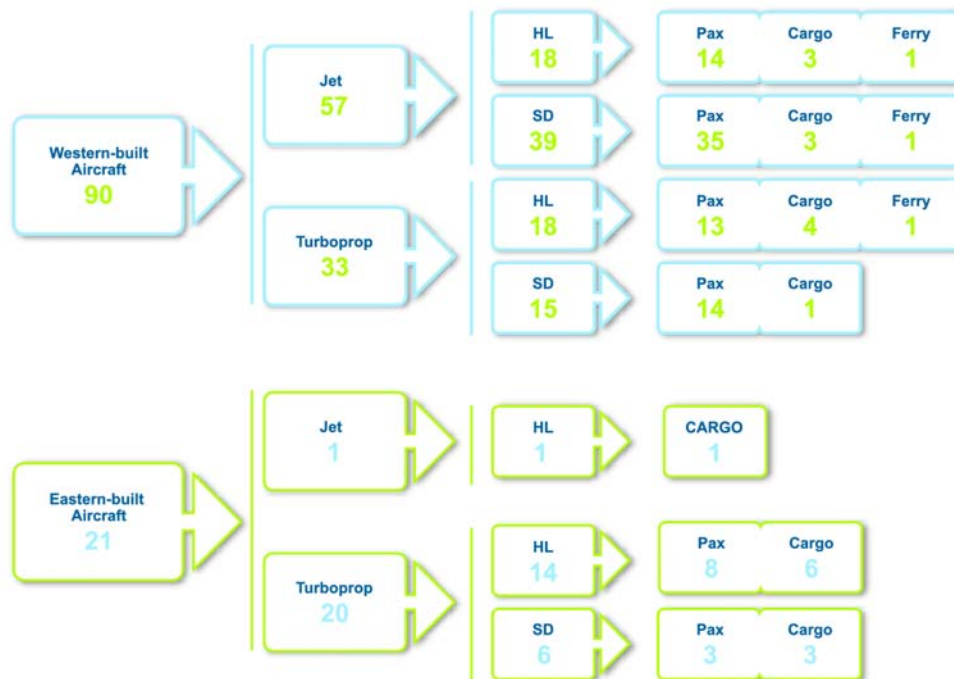 Western-built
Aircraft
90
Jet
57
HL
18
Pax
14
Cargo
3
Ferry
1
SD
39
Pax
35
Cargo
3
Ferry
1
Turboprop
33
HL
18
Pax
13
Cargo
4
Ferry
1
SD
15
Pax
14
Cargo
1
Eastern-built
Aircraft
21
Jet
1
HL
1
CARGO
1
Turboprop
20
HL
14
Pax
8
Cargo
6
SD
6
Pax
3
Cargo
3